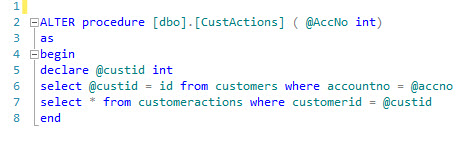 1
2 ALTER procedure [dbo].[CustActions] ( @AccNo int)
3 as
4 begin
5 declare @custid int
6 select @custid = id from customers where accountno = @accno
7 select * from customeractions where customerid = @custid
8 end